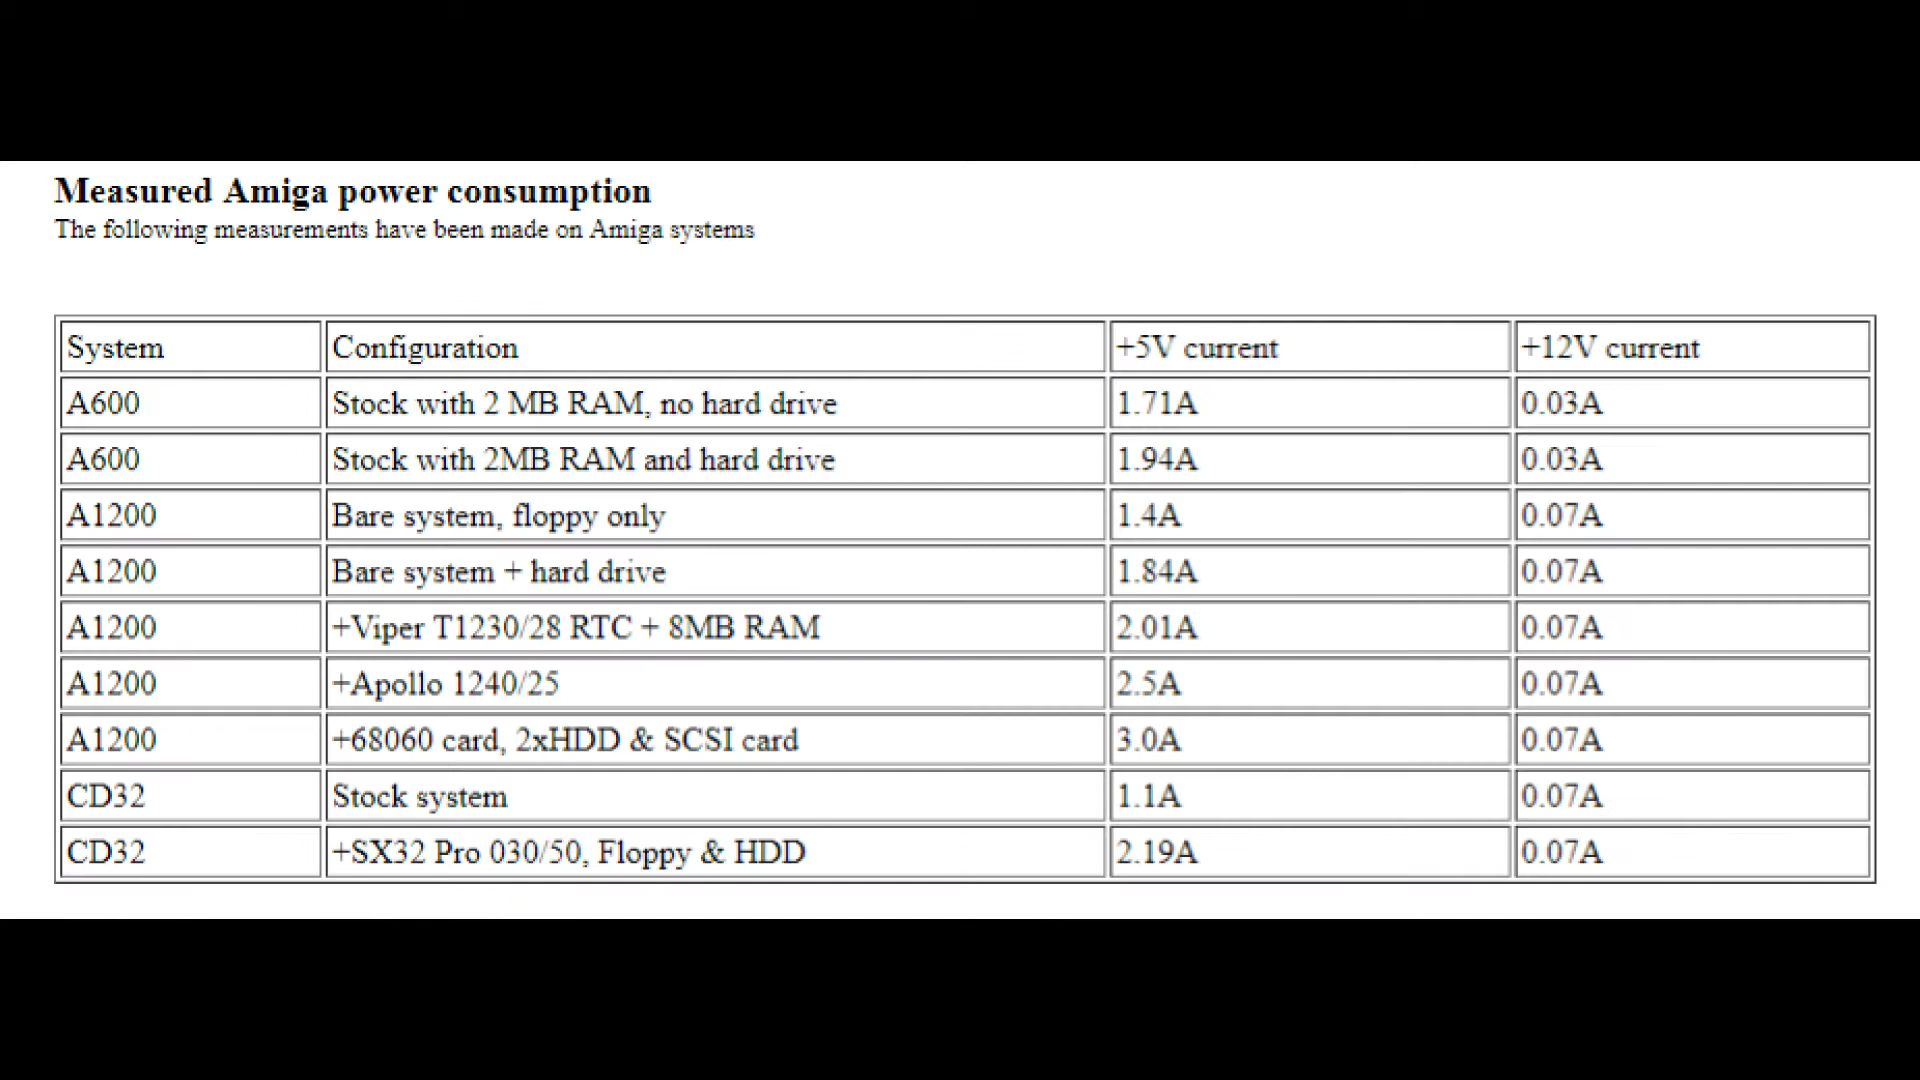 Measured Amiga power consumption
The following measurements have been made on Amiga systems
System Configuration +5V current +12V current
A600 Stock with 2 MB RAM, no hard drive 1.71A 0.03A
A600 Stock with 2MB RAM and hard drive 1.94A 0.03A
A1200 Bare system, floppy only 1.4A 0.07A
A1200 Bare system + hard drive 1.84A 0.07A
A1200 +Viper T1230/28 RTC + 8MB RAM 2.01A 0.07A
A1200 +Apollo 1240/25 2.5A 0.07A
A1200 +68060 card, 2xHDD & SCSI card 3.0A 0.07A
CD32 Stock system 1.1A 0.07A
CD32 +SX32 Pro 030/50, Floppy & HDD 2.19A 0.07A